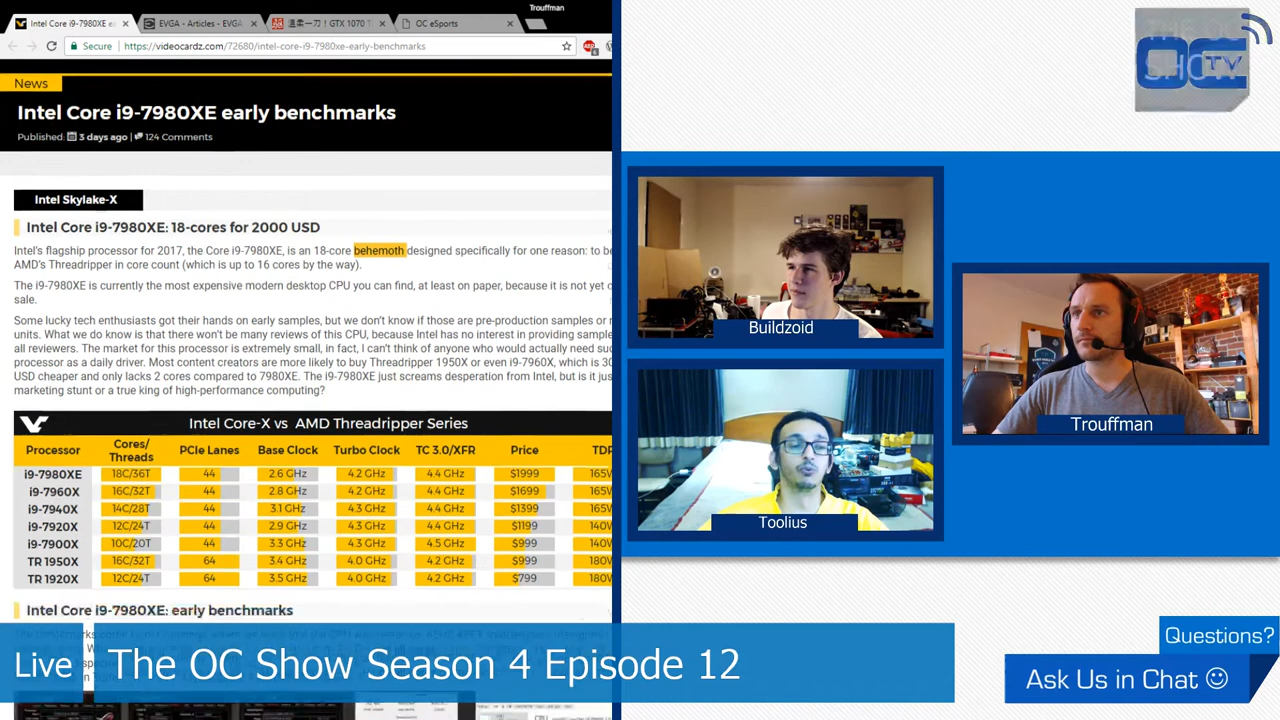 Trouffman
Intel Core i9-7980XE ea
EVGA - Articles - EVGA
溫柔一刀！GTX 1070 T
OC eSports
Secure
https://videocardz.com/72680/intel-core-i9-7980xe-early-benchmarks
News
Intel Core i9-7980XE early benchmarks
Published: 3 days ago | 124 Comments
Intel Skylake-X
Intel Core i9-7980XE: 18-cores for 2000 USD
Intel's flagship processor for 2017, the Core i9-7980XE, is an 18-core behemoth designed specifically for one reason: to be
AMD's Threadripper in core count (which is up to 16 cores by the way).
The i9-7980XE is currently the most expensive modern desktop CPU you can find, at least on paper, because it is not yet o
sale.
Some lucky tech enthusiasts got their hands on early samples, but we don't know if those are pre-production samples or r
units. What we do know is that there won't be many reviews of this CPU, because Intel has no interest in providing sample
all reviewers. The market for this processor is extremely small, in fact, I can't think of anyone who would actually need suc
processor as a daily driver. Most content creators are more likely to buy Threadripper 1950X or even i9-7960X, which is 30
USD cheaper and only lacks 2 cores compared to 7980XE. The i9-7980XE just screams desperation from Intel, but is it jus
marketing stunt or a true king of high-performance computing?
Intel Core-X vs AMD Threadripper Series
Processor Cores/Threads PCIe Lanes Base Clock Turbo Clock TC 3.0/XFR Price TDP
i9-7980XE 18C/36T 44 2.6 GHz 4.2 GHz 4.4 GHz $1999 165W
i9-7960X 16C/32T 44 2.8 GHz 4.2 GHz 4.4 GHz $1699 165W
i9-7940X 14C/28T 44 3.1 GHz 4.3 GHz 4.4 GHz $1399 165W
i9-7920X 12C/24T 44 2.9 GHz 4.3 GHz 4.4 GHz $1199 140W
i9-7900X 10C/20T 44 3.3 GHz 4.3 GHz 4.5 GHz $999 140W
TR 1950X 16C/32T 64 3.4 GHz 4.0 GHz 4.2 GHz $999 180W
TR 1920X 12C/24T 64 3.5 GHz 4.0 GHz 4.2 GHz $799 180W
Intel Core i9-7980XE: early benchmarks
OC
TV
SHOW
Buildzoid
Trouffman
Toolius
Live
The OC Show Season 4 Episode 12
Questions?
Ask Us in Chat